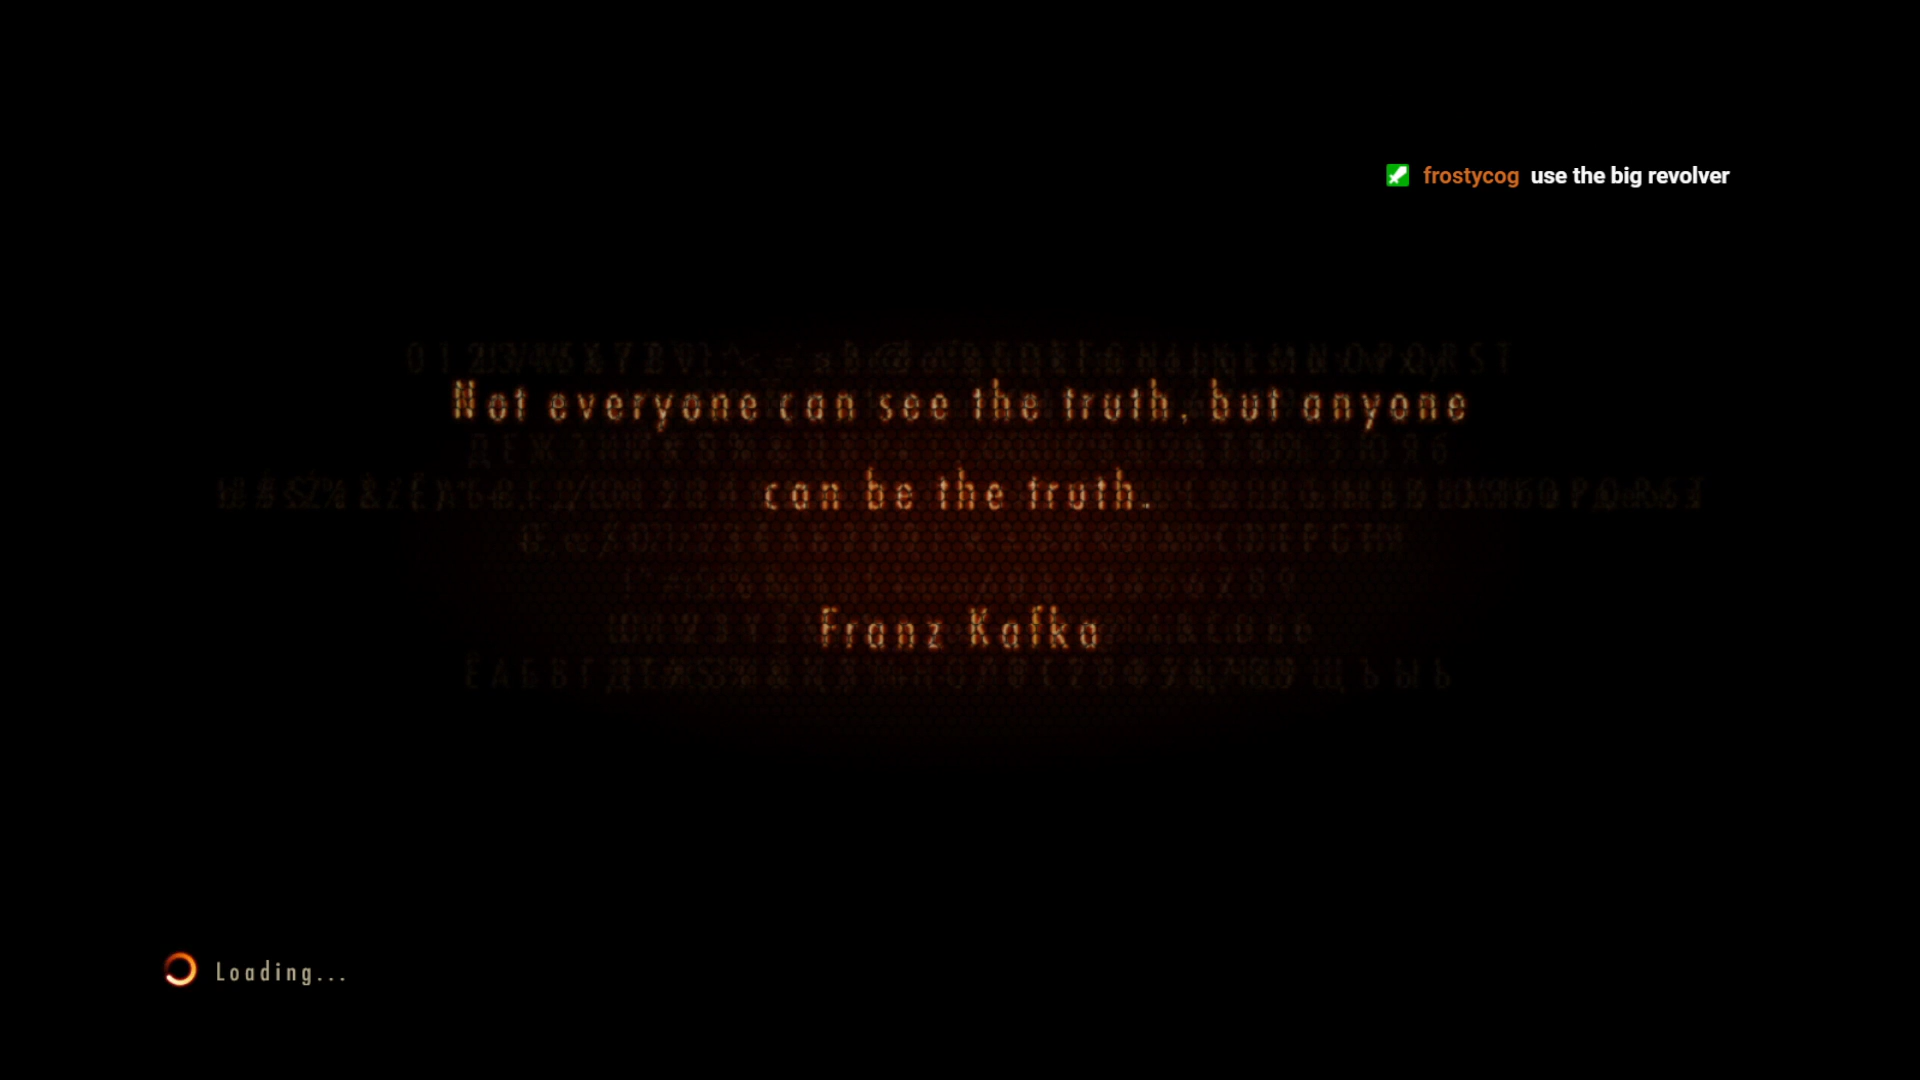 frostycog use the big revolver
Not everyone can see the truth, but anyone
can be the truth.
Franz Kafka
Loading...